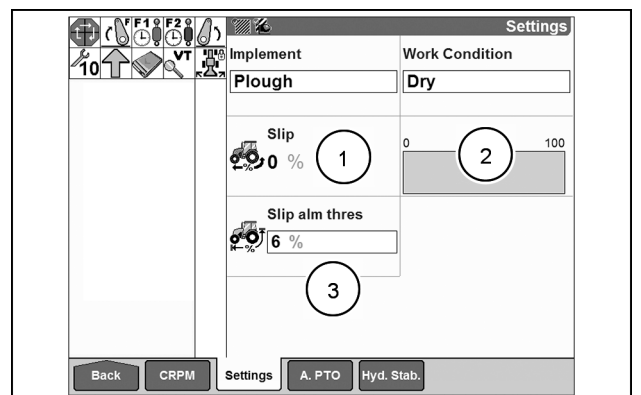 F F1 F2
Settings
10 VT
Implement
Work Condition
Plough
Dry
Slip
0 %
1
0 100
2
Slip alm thres
6 %
3
Back CRPM Settings A. PTO Hyd. Stab.